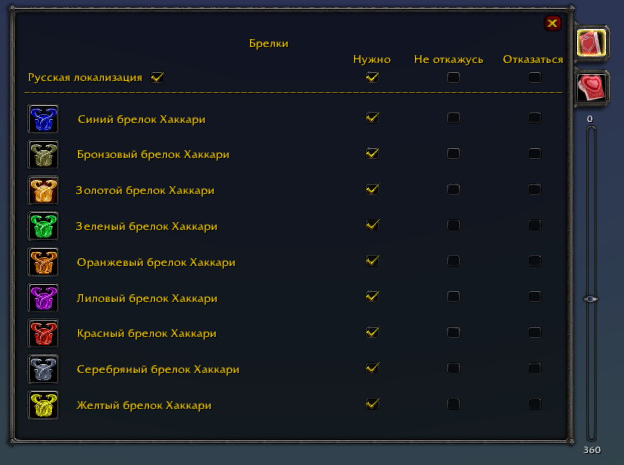 Брелки
Нужно Не откажусь Отказаться
Русская локализация
Синий брелок Хаккари
Бронзовый брелок Хаккари
Золотой брелок Хаккари
Зеленый брелок Хаккари
Оранжевый брелок Хаккари
Лиловый брелок Хаккари
Красный брелок Хаккари
Серебряный брелок Хаккари
Желтый брелок Хаккари
0
360